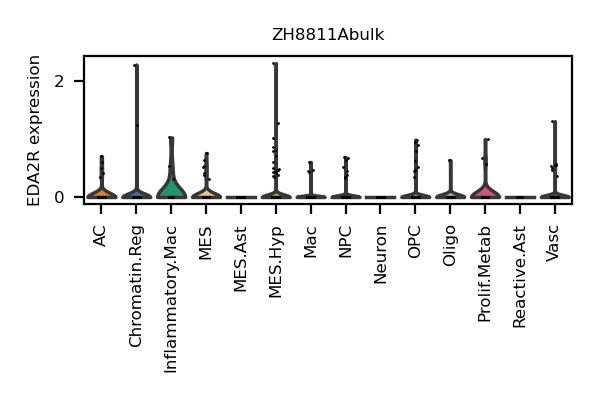 ZH8811Abulk
EDA2R expression
2
0
AC
Chromatin.Reg
Inflammatory.Mac
MES
MES.Ast
MES.Hyp
Mac
NPC
Neuron
OPC
Oligo
Prolif.Metab
Reactive.Ast
Vasc